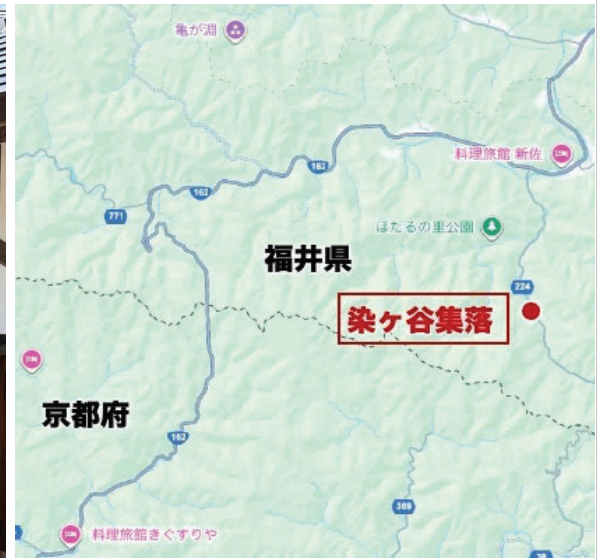 亀が淵
162
料理旅館 新佐
162
771
ほたるの里公園
福井県
224
染ヶ谷集落
京都府
162
369
料理旅館きぐすりや
38